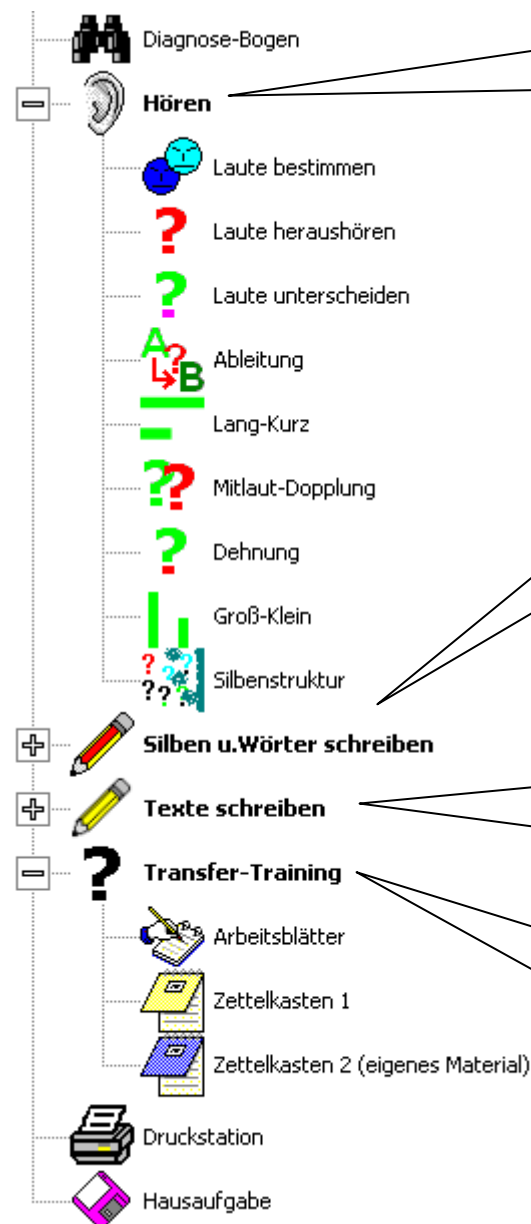 Diagnose-Bogen
Hören
Laute bestimmen
Laute heraushören
Laute unterscheiden
Ableitung
Lang-Kurz
Mitlaut-Dopplung
Dehnung
Groß-Klein
Silbenstruktur
Silben u.Wörter schreiben
Texte schreiben
Transfer-Training
Arbeitsblätter
Zettelkasten 1
Zettelkasten 2 (eigenes Material)
Druckstation
Hausaufgabe